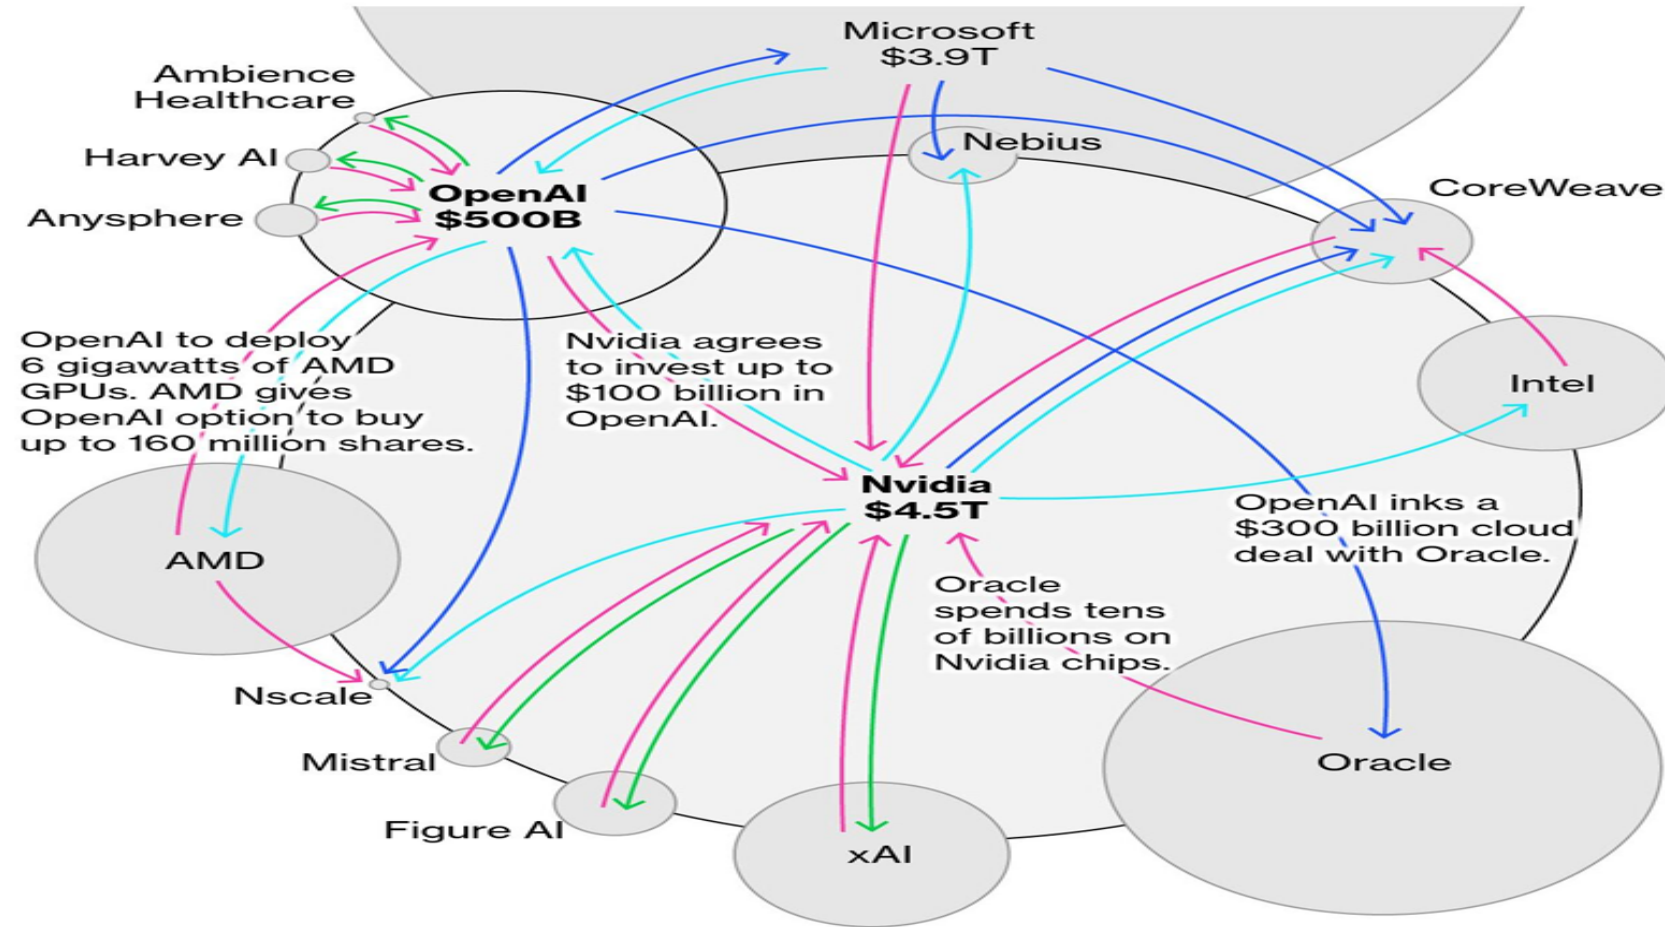 Microsoft
$3.9T
Ambience
Healthcare
Harvey AI
Anysphere
OpenAI
$500B
Nebius
CoreWeave
OpenAI to deploy
6 gigawatts of AMD
GPUs. AMD gives
OpenAI option to buy
up to 160 million shares.
Nvidia agrees
to invest up to
$100 billion in
OpenAI.
Intel
Nvidia
$4.5T
OpenAI inks a
$300 billion cloud
deal with Oracle.
AMD
Oracle
spends tens
of billions on
Nvidia chips.
Nscale
Mistral
Figure AI
xAI
Oracle